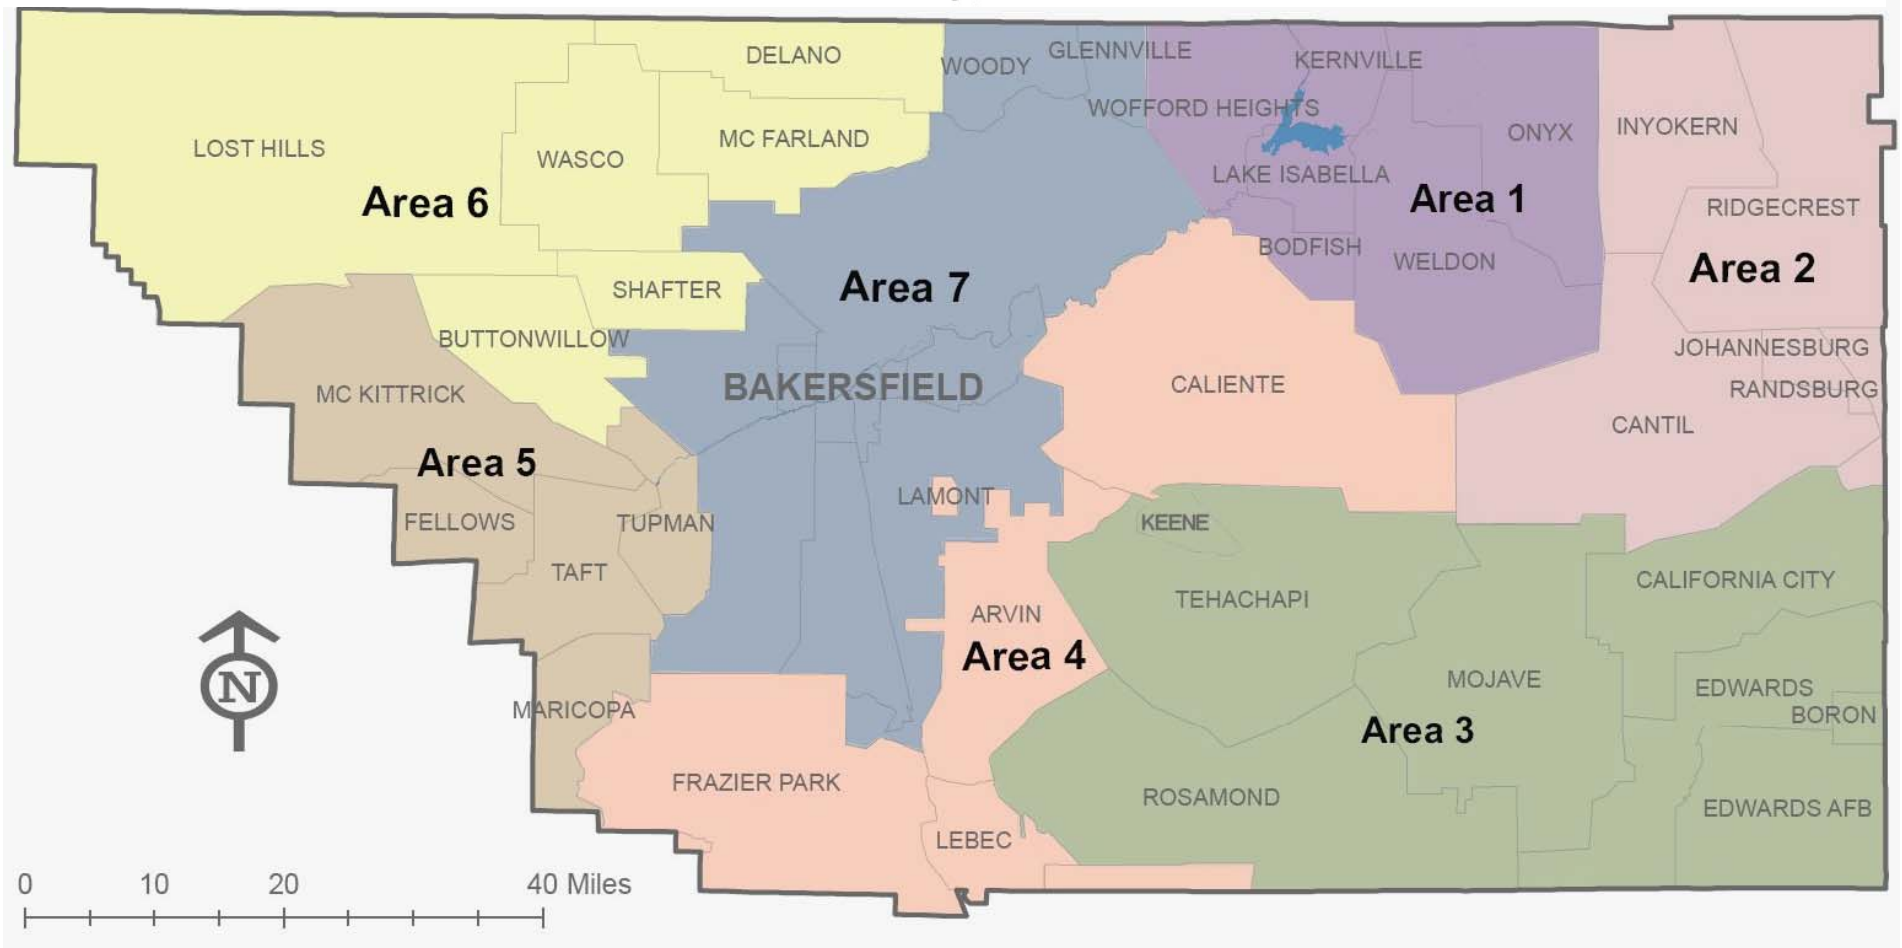 DELANO
WOODY
GLENNVILLE
KERNVILLE
WOFFORD HEIGHTS
ONYX
INYOKERN
LOST HILLS
WASCO
MC FARLAND
LAKE ISABELLA
Area 6
Area 1
RIDGECREST
BODFISH
WELDON
Area 2
SHAFTER
Area 7
BUTTONWILLOW
JOHANNESBURG
MC KITTRICK
BAKERSFIELD
CALIENTE
RANDSBURG
CANTIL
Area 5
LAMONT
FELLOWS
TUPMAN
KEENE
TAFT
TEHACHAPI
CALIFORNIA CITY
ARVIN
Area 4
MOJAVE
EDWARDS
N
MARICOPA
BORON
Area 3
FRAZIER PARK
ROSAMOND
EDWARDS AFB
LEBEC
0 10 20 40 Miles